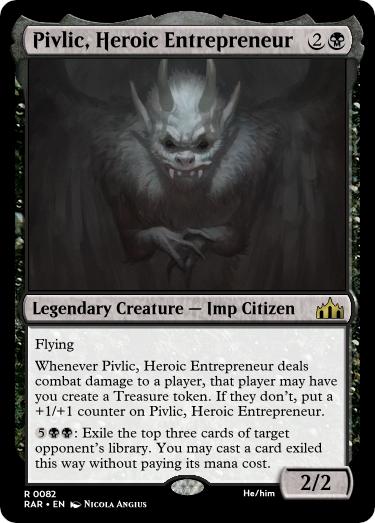 Pivlic, Heroic Entrepreneur 2
Legendary Creature — Imp Citizen
Flying
Whenever Pivlic, Heroic Entrepreneur deals
combat damage to a player, that player may have
you create a Treasure token. If they don't, put a
+1/+1 counter on Pivlic, Heroic Entrepreneur.
5: Exile the top three cards of target
opponent's library. You may cast a card exiled
this way without paying its mana cost.
2/2
R 0082
RAR • EN Nicola Angius
He/him